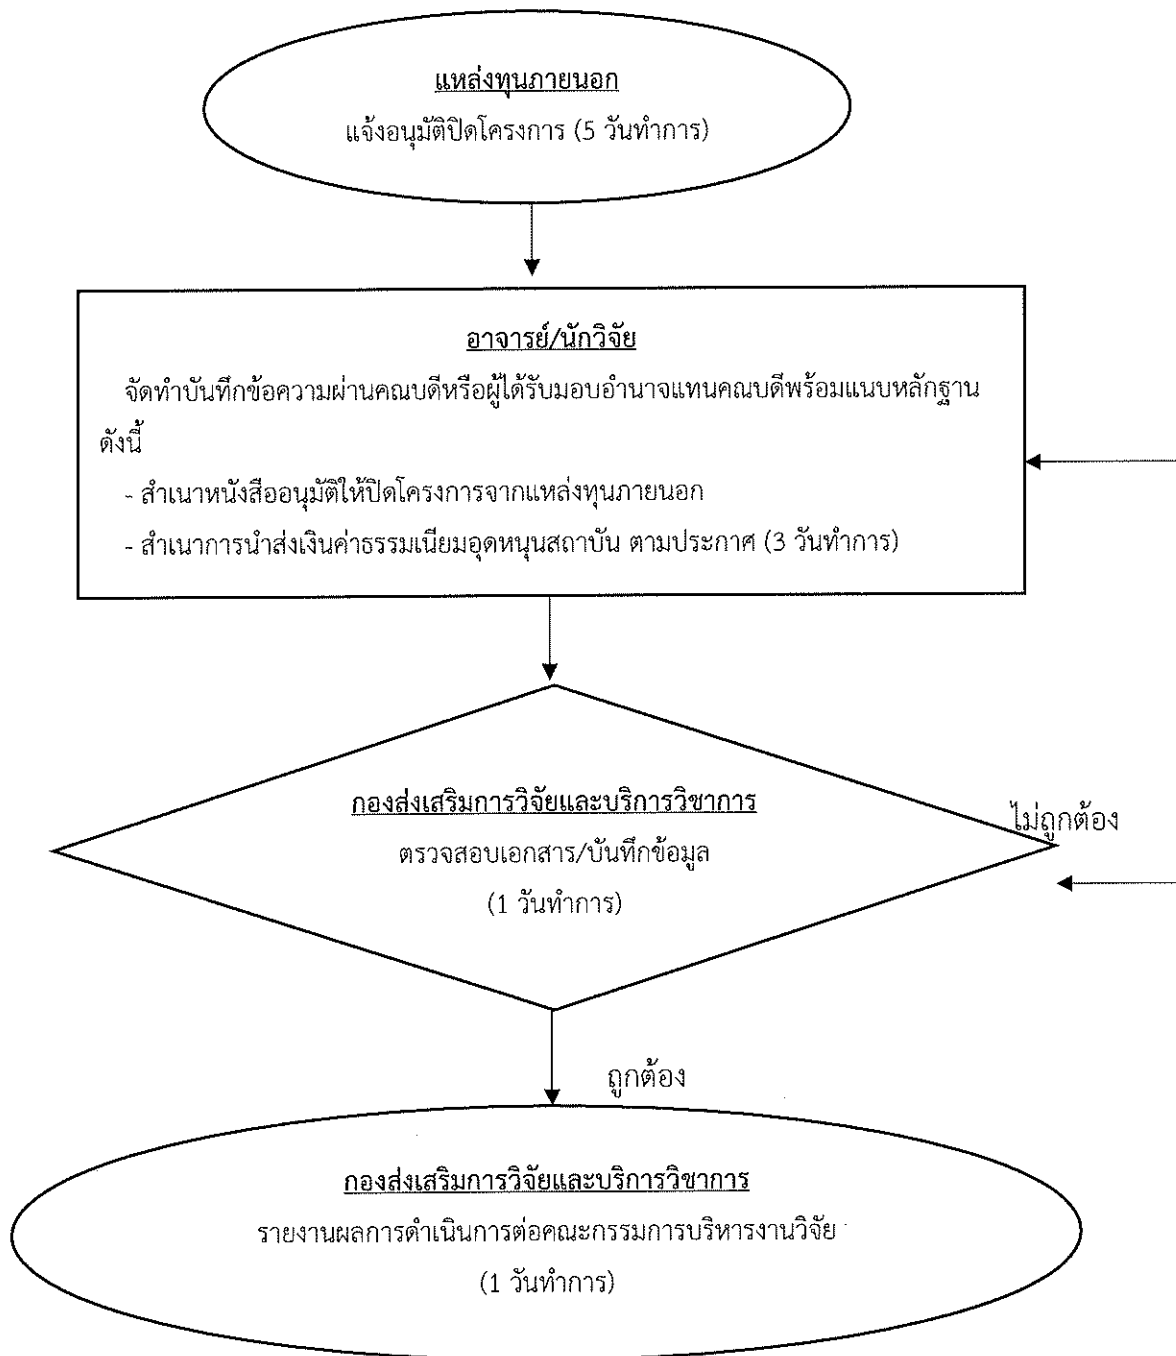 แหล่งทุนภายนอก
แจ้งอนุมัติปิดโครงการ (5 วันทำการ)
อาจารย์/นักวิจัย
จัดทำบันทึกข้อความผ่านคณบดีหรือผู้ได้รับมอบอำนาจแทนคณบดีพร้อมแนบหลักฐาน
ดังนี้
- สำเนาหนังสืออนุมัติให้ปิดโครงการจากแหล่งทุนภายนอก
- สำเนาการนำส่งเงินค่าธรรมเนียมอุดหนุนสถาบัน ตามประกาศ (3 วันทำการ)
กองส่งเสริมการวิจัยและบริการวิชาการ
ไม่ถูกต้อง
ตรวจสอบเอกสาร/บันทึกข้อมูล
(1 วันทำการ)
ถูกต้อง
กองส่งเสริมการวิจัยและบริการวิชาการ
รายงานผลการดำเนินการต่อคณะกรรมการบริหารงานวิจัย
(1 วันทำการ)